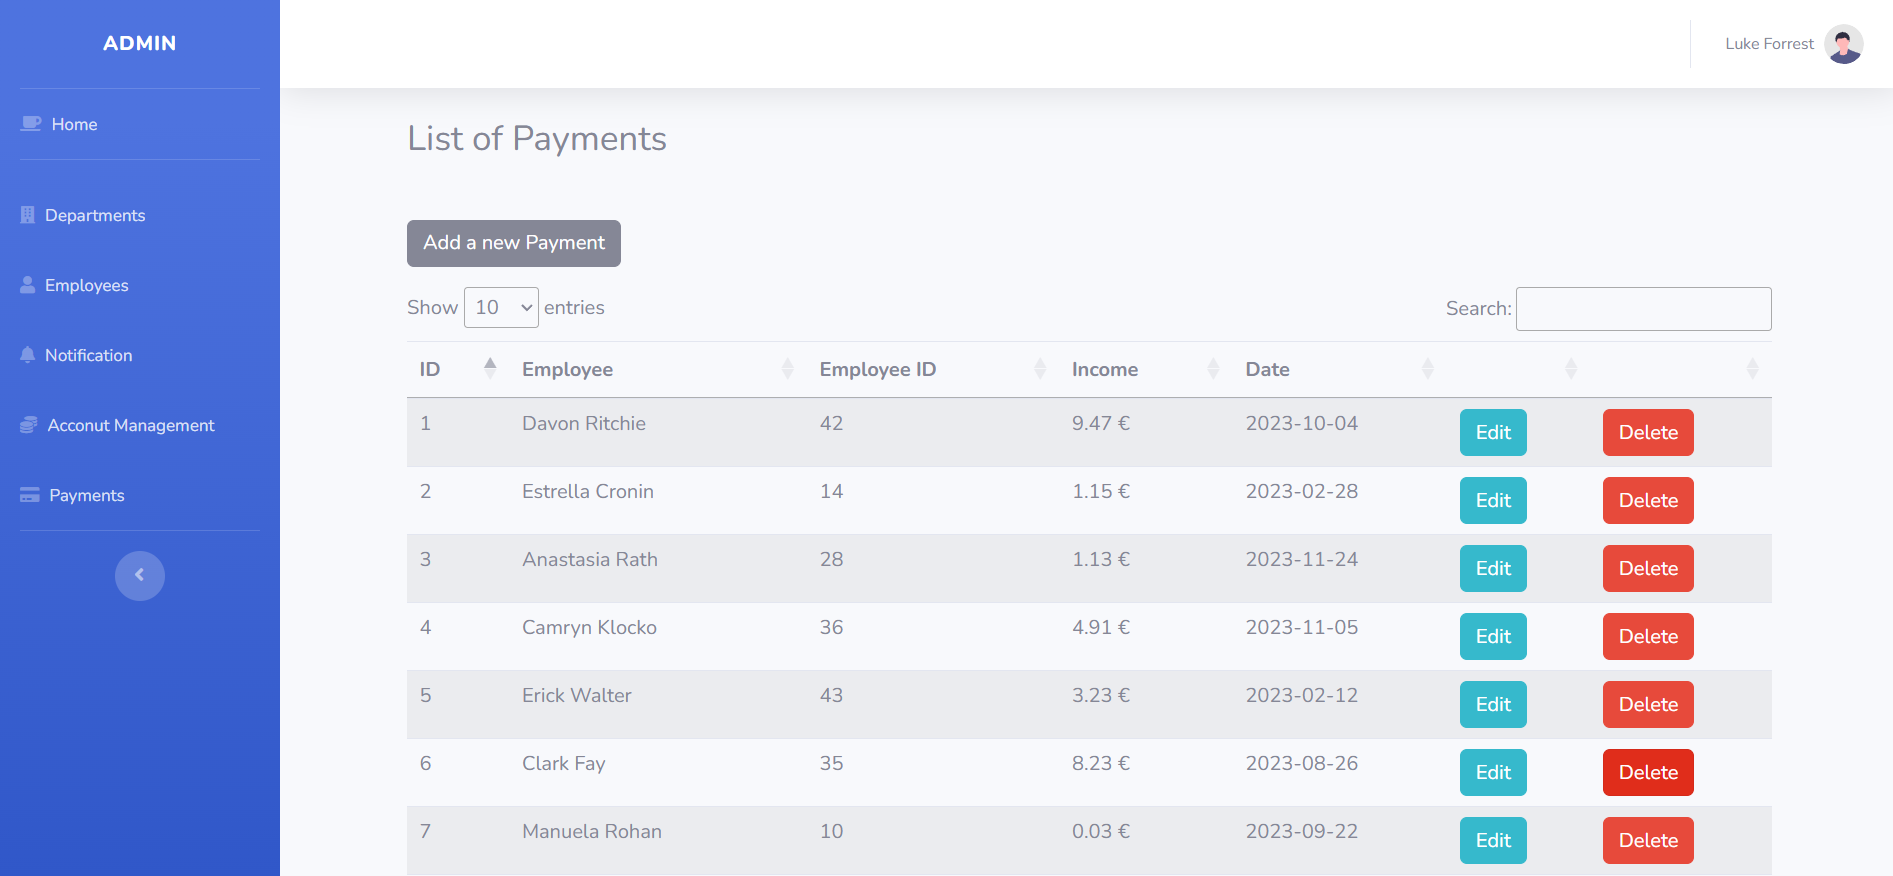 ADMIN
Luke Forrest
Home
Departments
Employees
Notification
Acconut Management
Payments
List of Payments
Add a new Payment
Show 10 entries
Search:
ID Employee Employee ID Income Date
1 Davon Ritchie 42 9.47 € 2023-10-04 Edit Delete
2 Estrella Cronin 14 1.15 € 2023-02-28 Edit Delete
3 Anastasia Rath 28 1.13 € 2023-11-24 Edit Delete
4 Camryn Klocko 36 4.91 € 2023-11-05 Edit Delete
5 Erick Walter 43 3.23 € 2023-02-12 Edit Delete
6 Clark Fay 35 8.23 € 2023-08-26 Edit Delete
7 Manuela Rohan 10 0.03 € 2023-09-22 Edit Delete